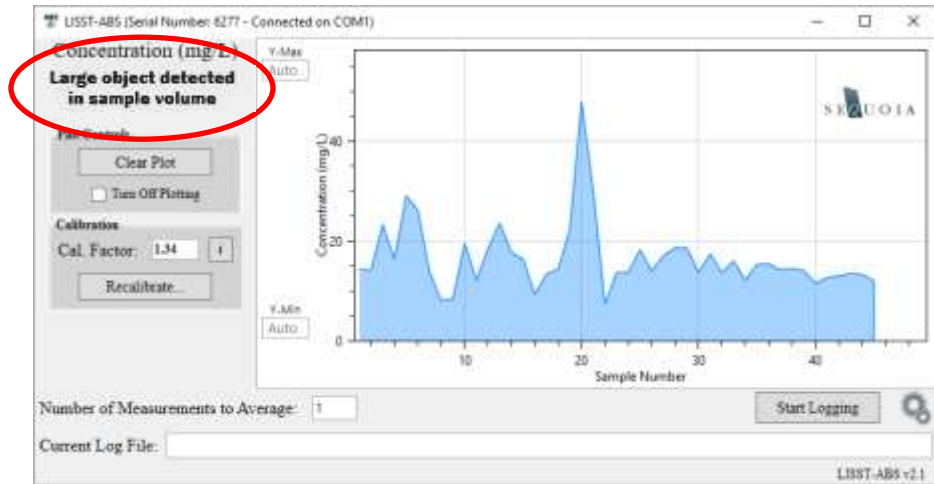 LISST-ABS (Serial Number: 6277 - Connected on COM1)
Concentration (mg/L)
Large object detected
in sample volume
Clear Plot
Turn Off Plotting
Calibration
Cal. Factor: 1.34
Recalibrate...
Y-Max
Auto
SEQUOIA
Concentration (mg/L)
40
20
0
Y-Min
Auto
10 20 30 40
Sample Number
Number of Measurements to Average: 1
Start Logging
Current Log File:
LISST-ABS v2.1